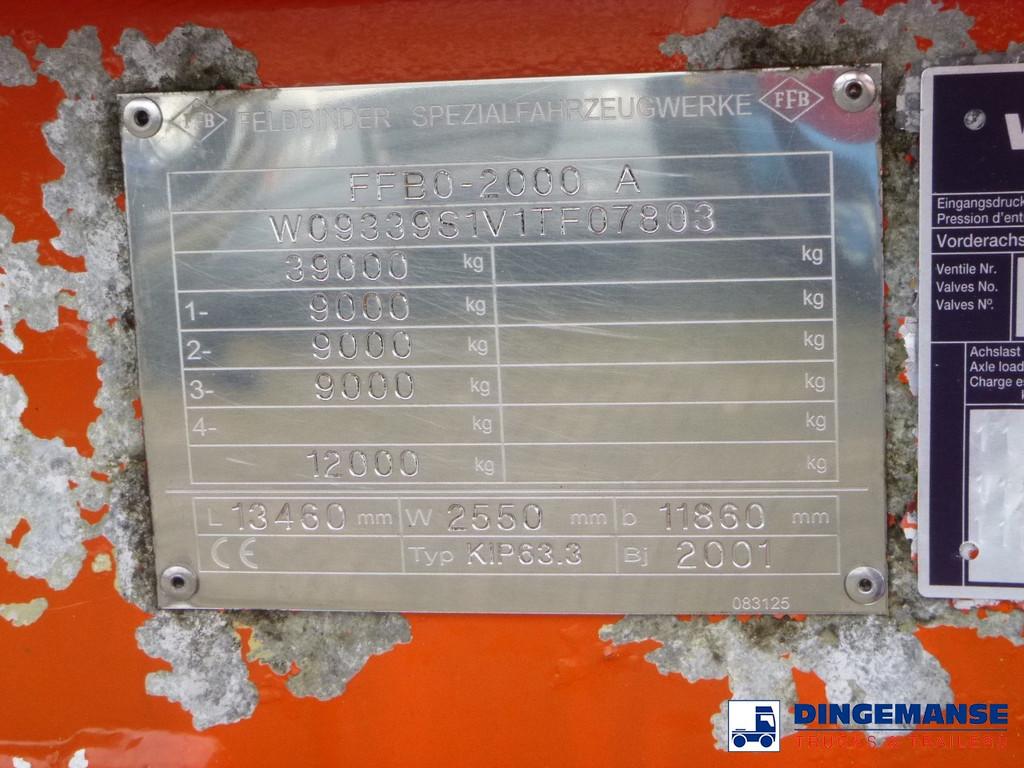 FFB FELDBINDER SPEZIALFAHRZEUGWERKE FFB
FFB0-2000 A
W09339S1V1TF07803
39000 kg kg
1- 9000 kg kg
2- 9000 kg kg
3- 9000 kg kg
4- kg kg
12000 kg kg
L 13460 mm W 2550 mm b 11860 mm
CE Typ KIP63.3 Bj 2001
083125
Eingangsdruck
Pression d'ent
Vorderachs
Ventile Nr.
Valves No.
Valves Nº.
Achslast
Axle load
Charge es
DINGEMANSE
TRUCKS & TRAILERS